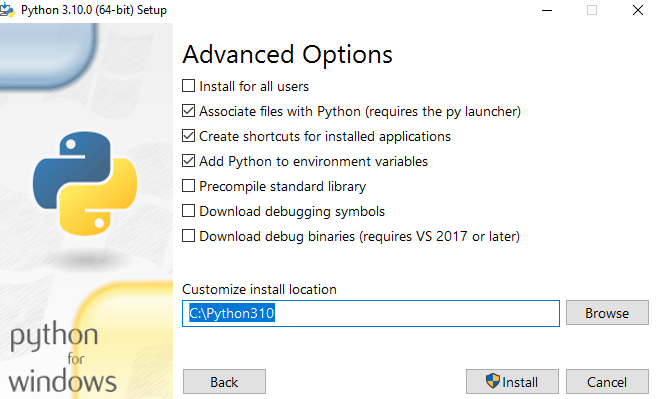 Python 3.10.0 (64-bit) Setup
Advanced Options
Install for all users
Associate files with Python (requires the py launcher)
Create shortcuts for installed applications
Add Python to environment variables
Precompile standard library
Download debugging symbols
Download debug binaries (requires VS 2017 or later)
Customize install location
C:\Python310
Browse
python
for
windows
Back
Install
Cancel